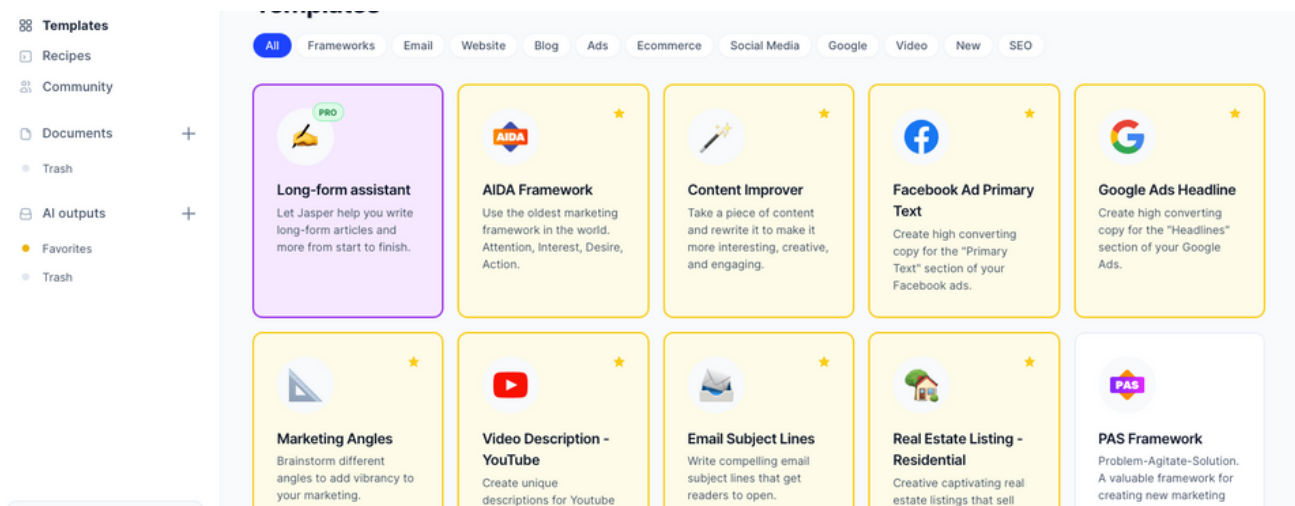 Templates
Recipes
Community
Documents
Trash
AI outputs
Favorites
Trash
Templates
All Frameworks Email Website Blog Ads Ecommerce Social Media Google Video New SEO
PRO
Long-form assistant
Let Jasper help you write
long-form articles and
more from start to finish.
AIDA
AIDA Framework
Use the oldest marketing
framework in the world.
Attention, Interest, Desire,
Action.
Content Improver
Take a piece of content
and rewrite it to make it
more interesting, creative,
and engaging.
Facebook Ad Primary
Text
Create high converting
copy for the "Primary
Text" section of your
Facebook ads.
Google Ads Headline
Create high converting
copy for the "Headlines"
section of your Google
Ads.
Marketing Angles
Brainstorm different
angles to add vibrancy to
your marketing.
Video Description -
YouTube
Create unique
descriptions for Youtube
Email Subject Lines
Write compelling email
subject lines that get
readers to open.
Real Estate Listing -
Residential
Creative captivating real
estate listings that sell
PAS
PAS Framework
Problem-Agitate-Solution.
A valuable framework for
creating new marketing